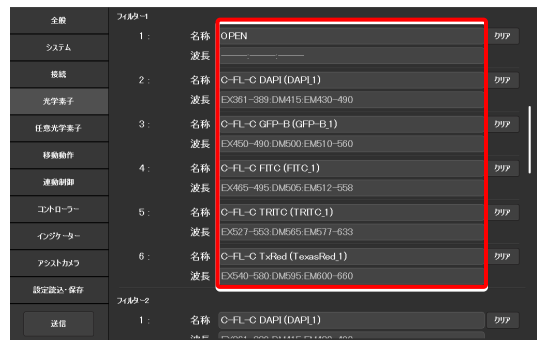 全般
システム
接続
光学素子
任意光学素子
移動動作
連動制御
コントローラー
インジケーター
アシストカメラ
設定読込・保存
送信
フィルター1
1 : 名称 OPEN クリア
波長 ----:----:----
2 : 名称 C-FL-C DAPI (DAPI_1) クリア
波長 EX361-389:DM415:EM430-490
3 : 名称 C-FL-C GFP-B (GFP-B_1) クリア
波長 EX450-490:DM500:EM510-560
4 : 名称 C-FL-C FITC (FITC_1) クリア
波長 EX465-495:DM505:EM512-558
5 : 名称 C-FL-C TRITC (TRITC_1) クリア
波長 EX527-553:DM565:EM577-633
6 : 名称 C-FL-C TxRed (TexasRed_1) クリア
波長 EX540-580:DM595:EM600-660
フィルター2
1 : 名称 C-FL-C DAPI (DAPI_1) クリア